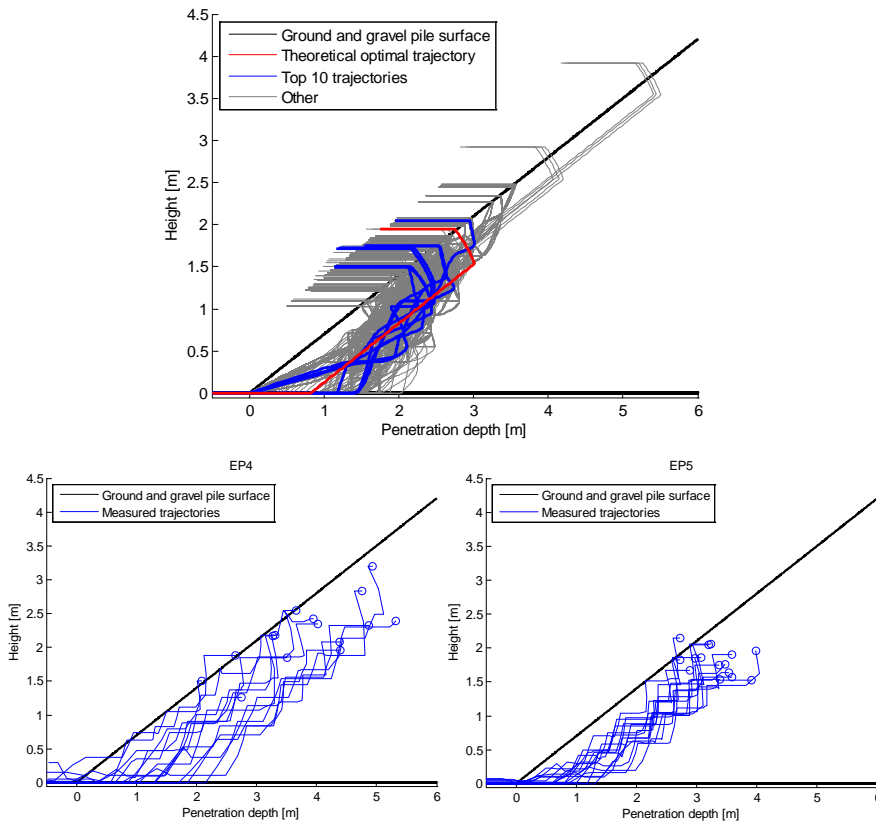 4.5
4
3.5
3
2.5
2
1.5
1
0.5
0
Height [m]
Ground and gravel pile surface
Theoretical optimal trajectory
Top 10 trajectories
Other
0 1 2 3 4 5 6
Penetration depth [m]
EP4
4.5
4
3.5
3
2.5
2
1.5
1
0.5
0
Height [m]
Ground and gravel pile surface
Measured trajectories
0 1 2 3 4 5 6
Penetration depth [m]
EP5
4.5
4
3.5
3
2.5
2
1.5
1
0.5
0
Height [m]
Ground and gravel pile surface
Measured trajectories
0 1 2 3 4 5 6
Penetration depth [m]